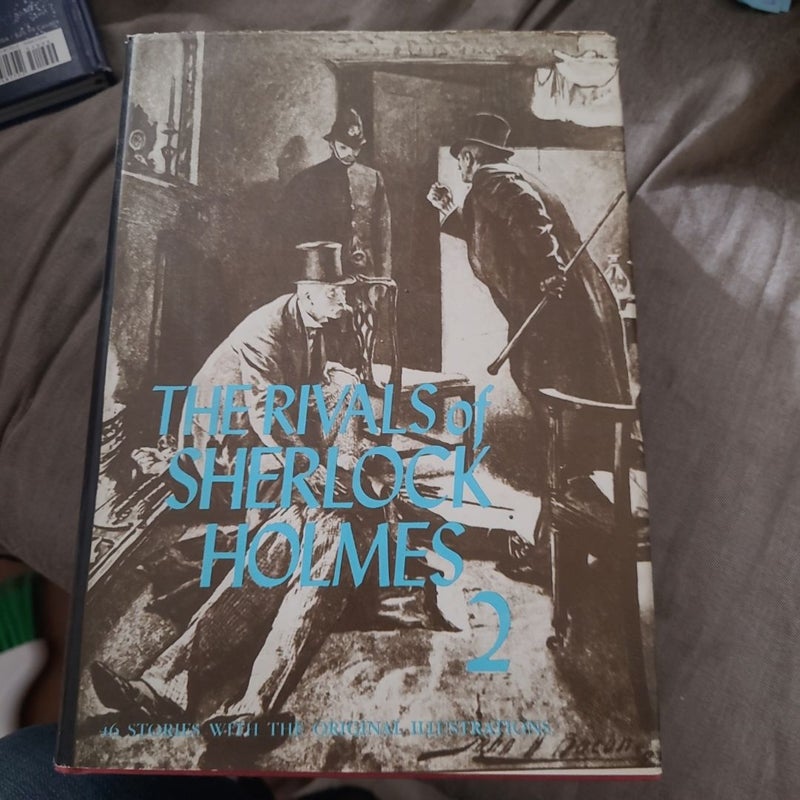 THE RIVALS of
SHERLOCK
HOLMES
2
46 STORIES WITH THE ORIGINAL ILLUSTRATIONS